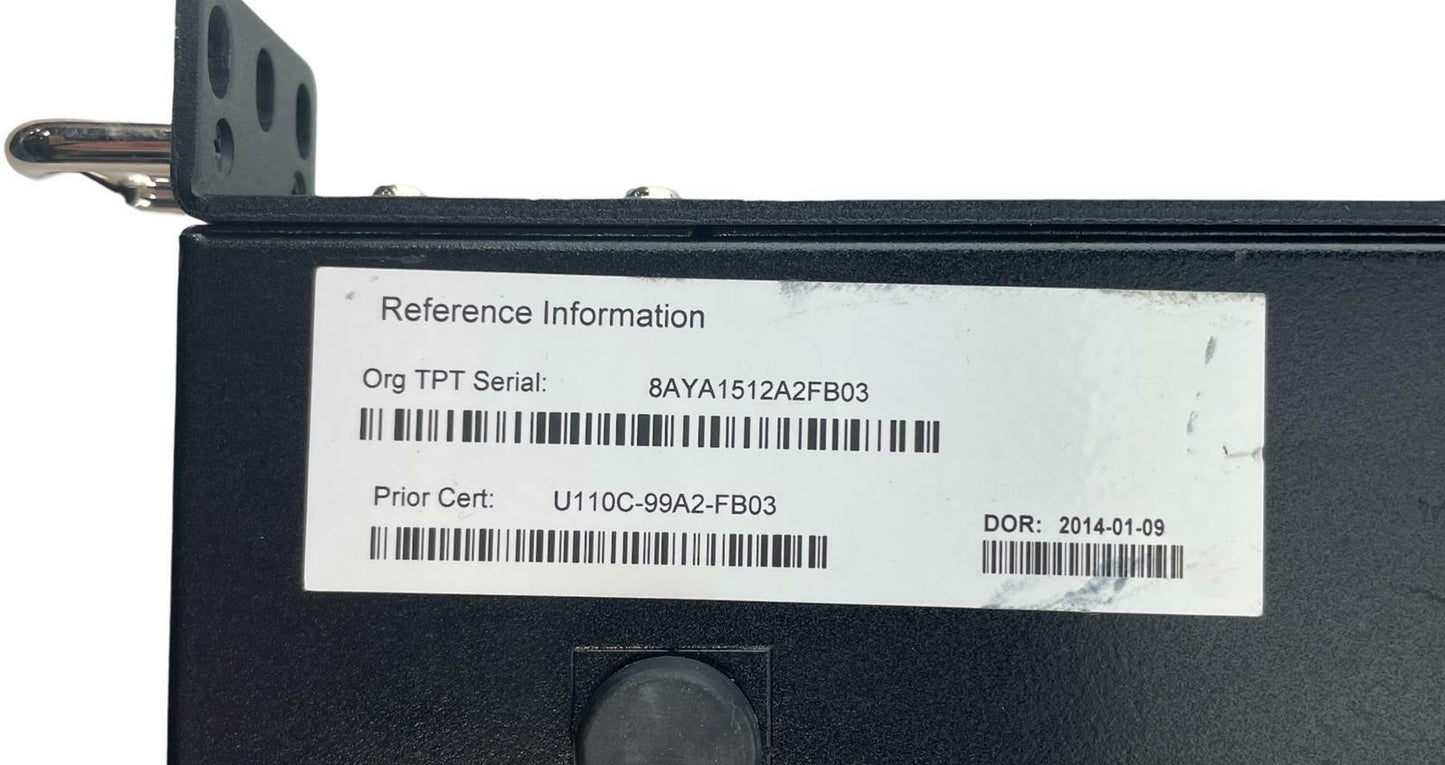 Reference Information
Org TPT Serial: 8AYA1512A2FB03
Prior Cert: U110C-99A2-FB03
DOR: 2014-01-09